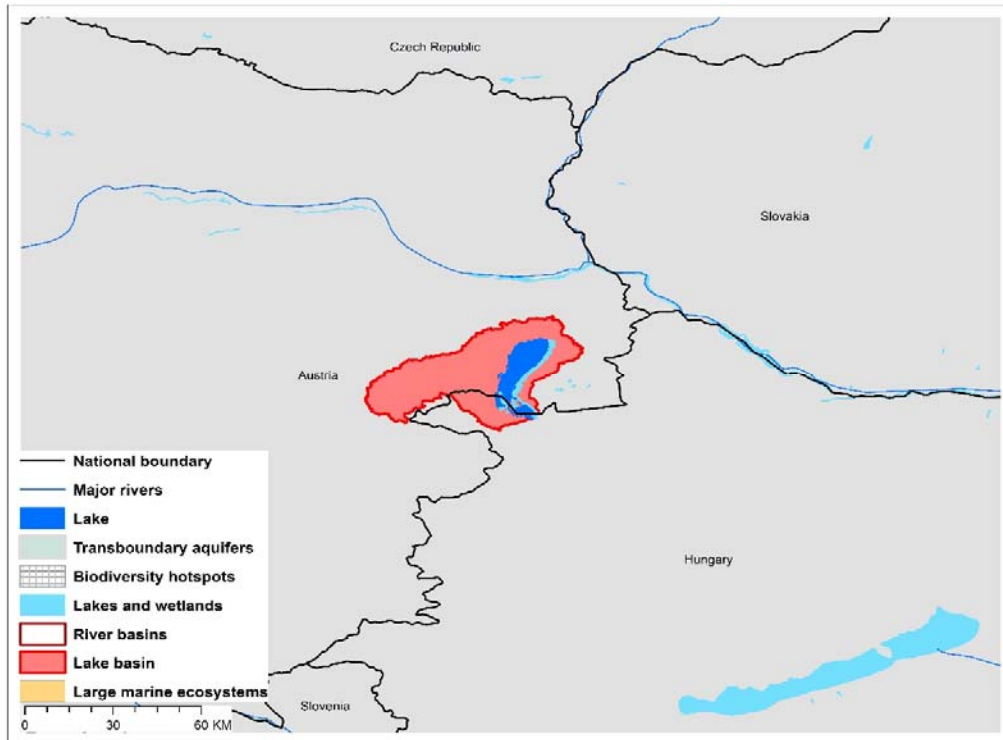 Czech Republic
Slovakia
Austria
Hungary
Slovenia
National boundary
Major rivers
Lake
Transboundary aquifers
Biodiversity hotspots
Lakes and wetlands
River basins
Lake basin
Large marine ecosystems
0 30 60 KM